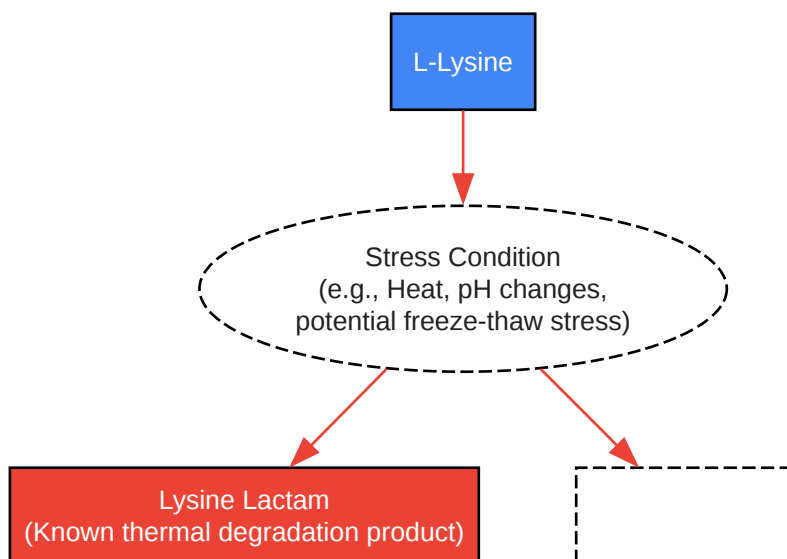 L-Lysine
Stress Condition
(e.g., Heat, pH changes,
potential freeze-thaw stress)
Lysine Lactam
(Known thermal degradation product)